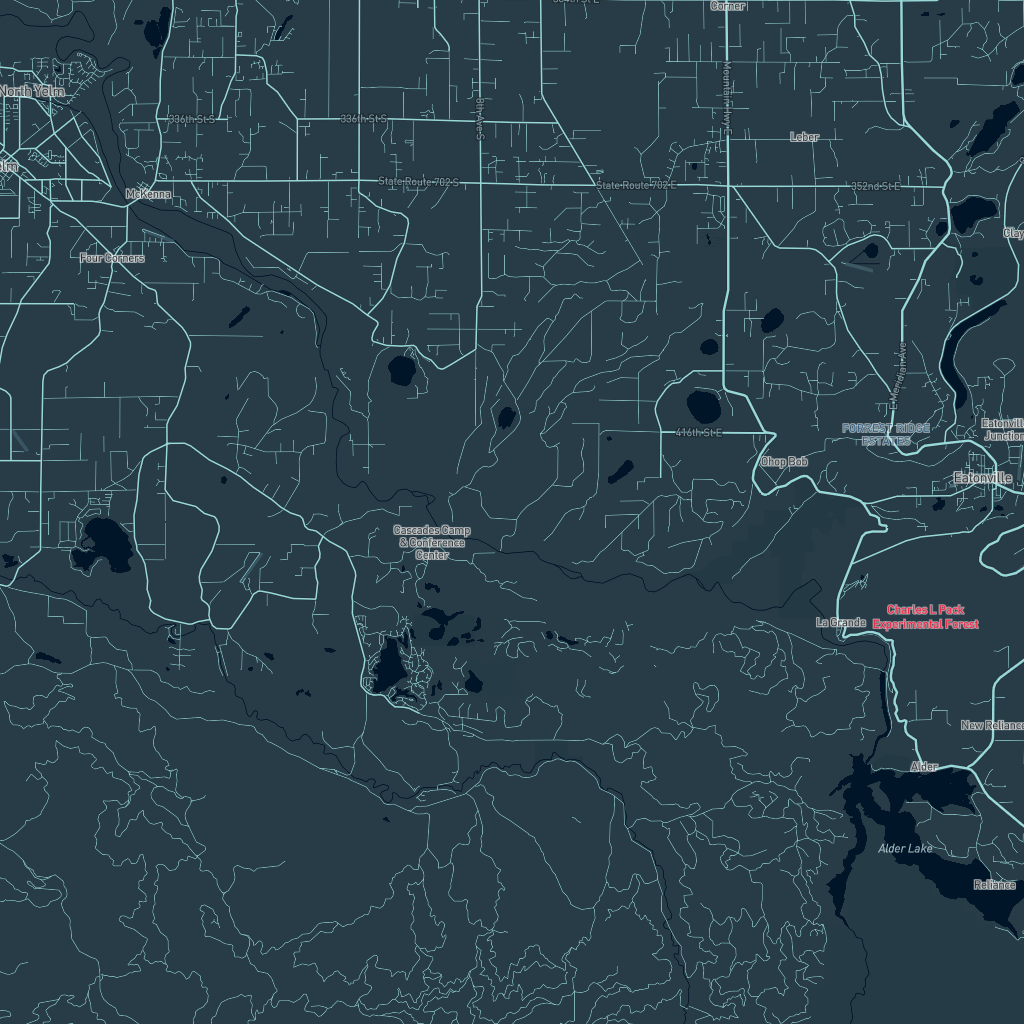 Corner
North Yelm
336th St S
336th St S
8th Ave S
Mountain Hwy E
Leber
State Route 702 S
State Route 702 E
352nd St E
McKenna
Four Corners
E Meridian Ave
416th St E
FORREST RIDGE
ESTATES
Eatonville
Junction
Ohop Bob
Eatonville
Cascades Camp
& Conference
Center
Charles L Pack
Experimental Forest
La Grande
New Reliance
Alder
Alder Lake
Reliance